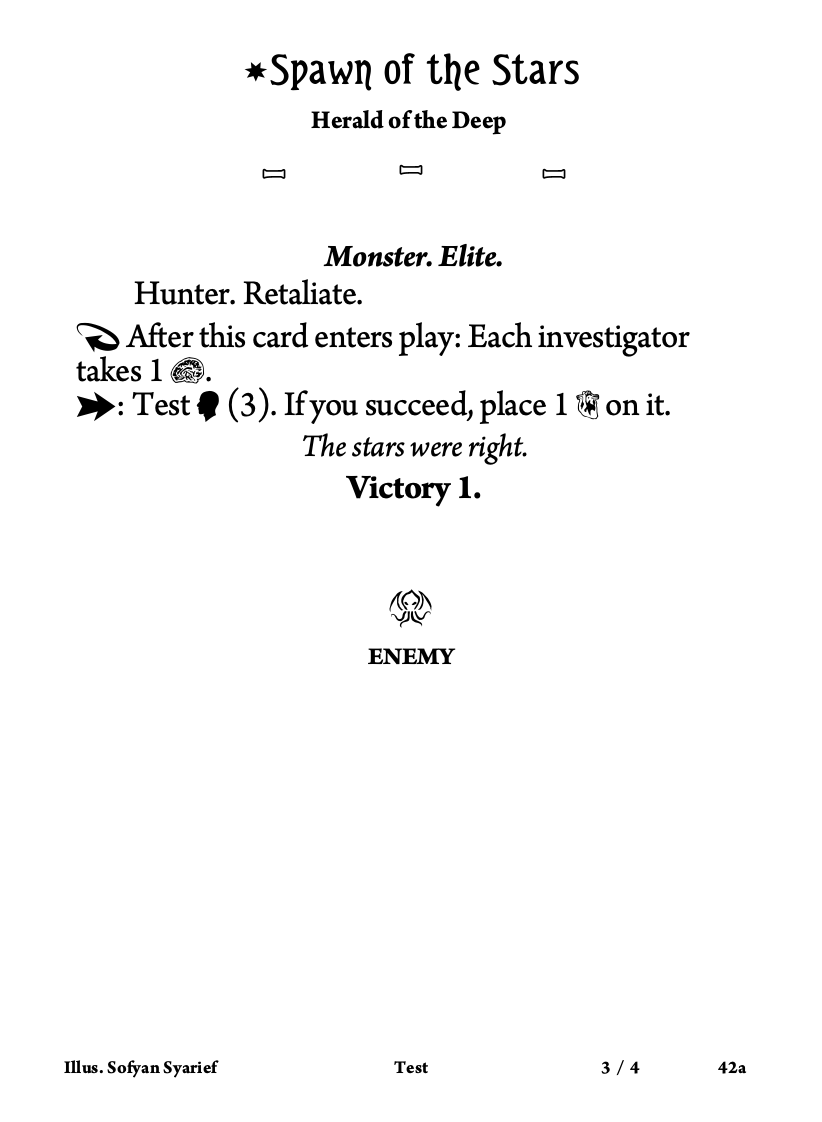 Spawn of the Stars
Herald of the Deep
Monster. Elite.
Hunter. Retaliate.
After this card enters play: Each investigator
takes 1 .
: Test (3). If you succeed, place 1 on it.
The stars were right.
Victory 1.
ENEMY
Illus. Sofyan Syarief Test 3 / 4 42a